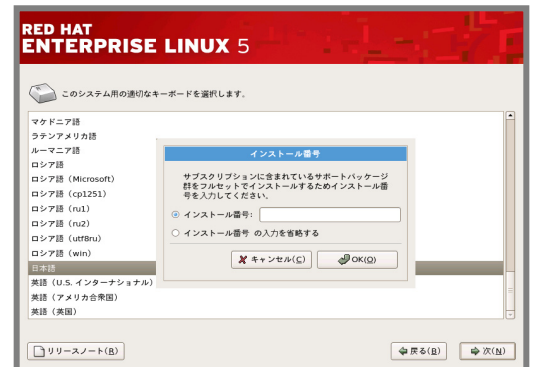 RED HAT
ENTERPRISE LINUX 5
このシステム用の適切なキーボードを選択します。
マケドニア語
ラテンアメリカ語
ルーマニア語
ロシア語
ロシア語 (Microsoft)
ロシア語 (cp1251)
ロシア語 (ru1)
ロシア語 (ru2)
ロシア語 (utf8ru)
ロシア語 (win)
日本語
英語 (U.S. インターナショナル)
英語 (アメリカ合衆国)
英語 (英国)
インストール番号
サブスクリプションに含まれているサポートパッケージ
群をフルセットでインストールするためインストール番
号を入力してください。
インストール番号:
インストール番号 の入力を省略する
キャンセル(C) OK(O)
リリースノート(R) 戻る(B) 次(N)